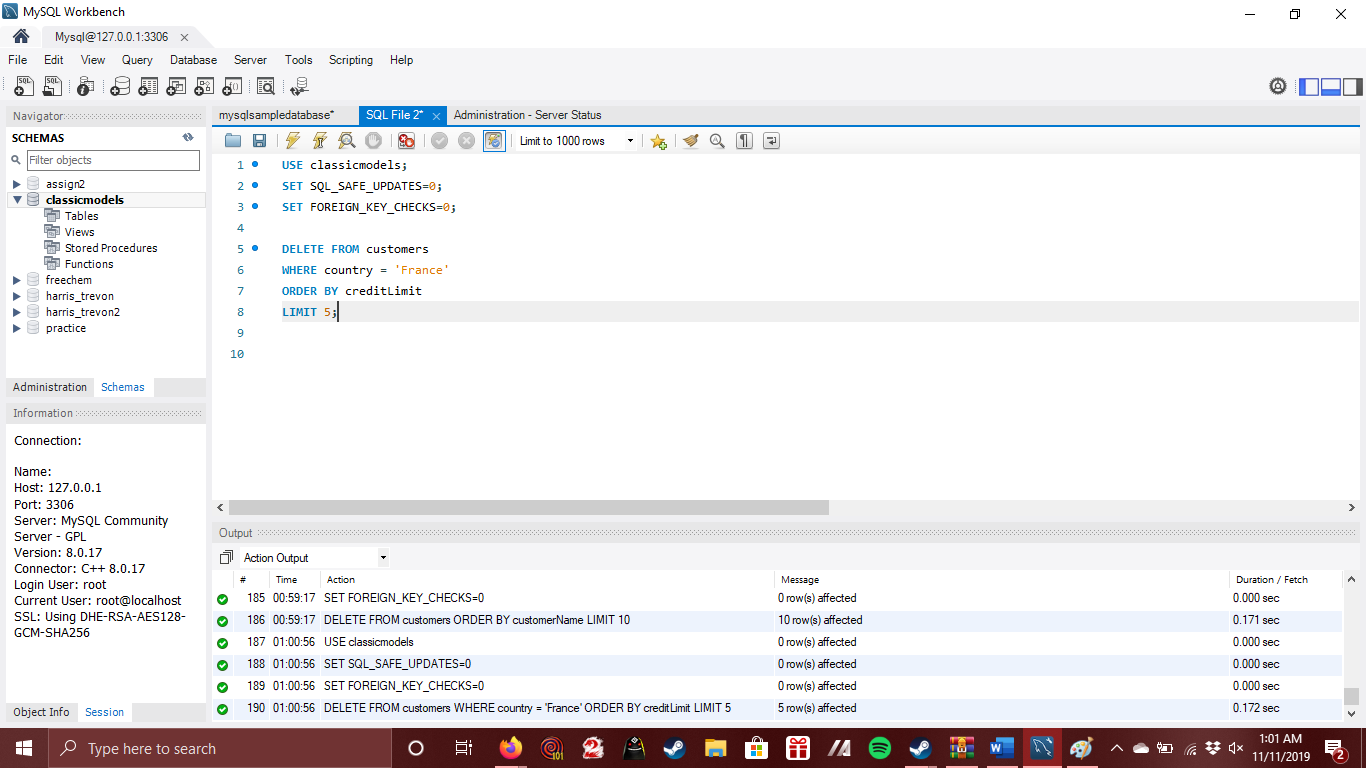 MySQL Workbench
Mysql@127.0.0.1:3306
File Edit View Query Database Server Tools Scripting Help
Navigator
SCHEMAS
Filter objects
assign2
classicmodels
Tables
Views
Stored Procedures
Functions
freechem
harris_trevon
harris_trevon2
practice
Administration Schemas
Information
Connection:
Name:
Host: 127.0.0.1
Port: 3306
Server: MySQL Community
Server - GPL
Version: 8.0.17
Connector: C++ 8.0.17
Login User: root
Current User: root@localhost
SSL: Using DHE-RSA-AES128-
GCM-SHA256
Object Info Session
mysqlsampledatabase* SQL File 2* Administration - Server Status
Limit to 1000 rows
1 USE classicmodels;
2 SET SQL_SAFE_UPDATES=0;
3 SET FOREIGN_KEY_CHECKS=0;
4
5 DELETE FROM customers
6 WHERE country = 'France'
7 ORDER BY creditLimit
8 LIMIT 5;
9
10
Output
Action Output
# Time Action Message Duration / Fetch
185 00:59:17 SET FOREIGN_KEY_CHECKS=0 0 row(s) affected 0.000 sec
186 00:59:17 DELETE FROM customers ORDER BY customerName LIMIT 10 10 row(s) affected 0.171 sec
187 01:00:56 USE classicmodels 0 row(s) affected 0.000 sec
188 01:00:56 SET SQL_SAFE_UPDATES=0 0 row(s) affected 0.000 sec
189 01:00:56 SET FOREIGN_KEY_CHECKS=0 0 row(s) affected 0.000 sec
190 01:00:56 DELETE FROM customers WHERE country = 'France' ORDER BY creditLimit LIMIT 5 5 row(s) affected 0.172 sec
Type here to search
1:01 AM
11/11/2019
2